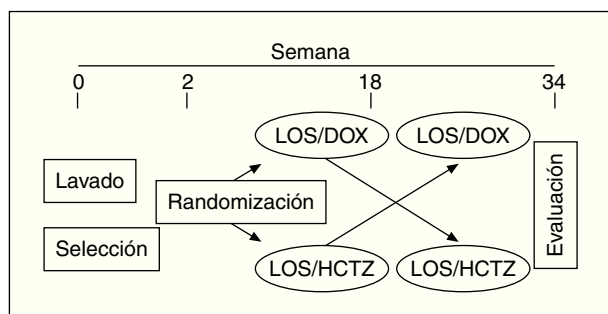 Semana
0 2 18 34
LOS/DOX LOS/DOX
Lavado
Randomización
Selección
LOS/HCTZ LOS/HCTZ
Evaluación